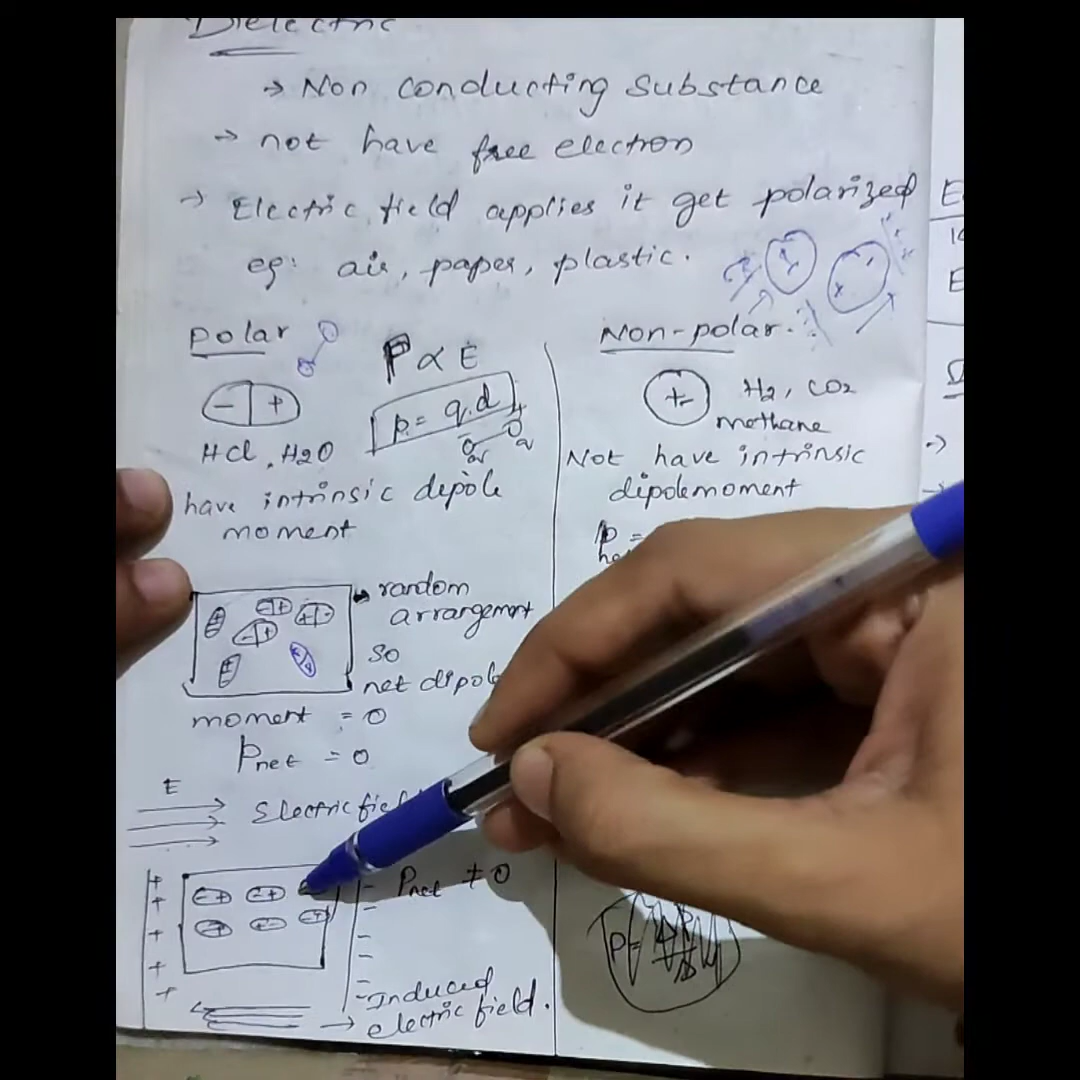 Dielectric
→ Non conducting substance
→ not have free electron
→ Electric field applies it get polarized
eg: air, paper, plastic.
Polar
P ∝ E
- +
P = q.d
HCl, H2O
have intrinsic depole
moment
→ random
arrangement
so
net dipole
moment = 0
Pnet = 0
E
Electric field
Pnet ≠ 0
→ Induced
electric field.
Non-polar.
+-
H2, CO2
methane
Not have intrinsic
dipolemoment
P =